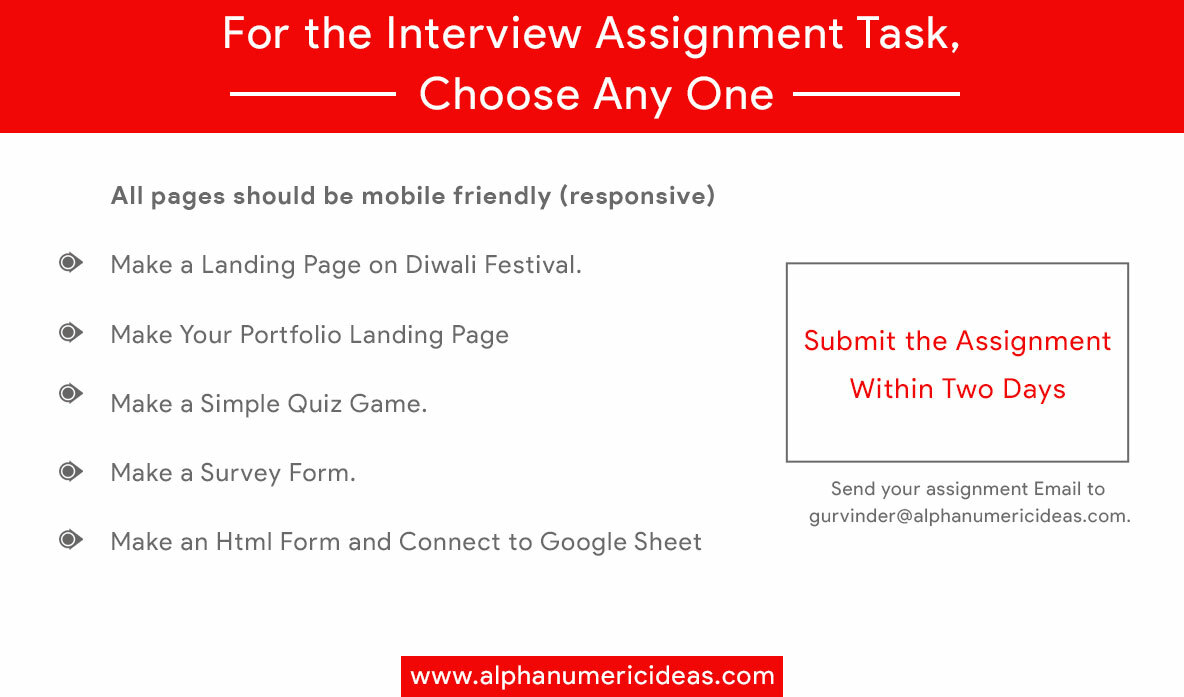 For the Interview Assignment Task,
Choose Any One
All pages should be mobile friendly (responsive)
Make a Landing Page on Diwali Festival.
Make Your Portfolio Landing Page
Make a Simple Quiz Game.
Make a Survey Form.
Make an Html Form and Connect to Google Sheet
Submit the Assignment
Within Two Days
Send your assignment Email to
gurvinder@alphanumericideas.com.
www.alphanumericideas.com